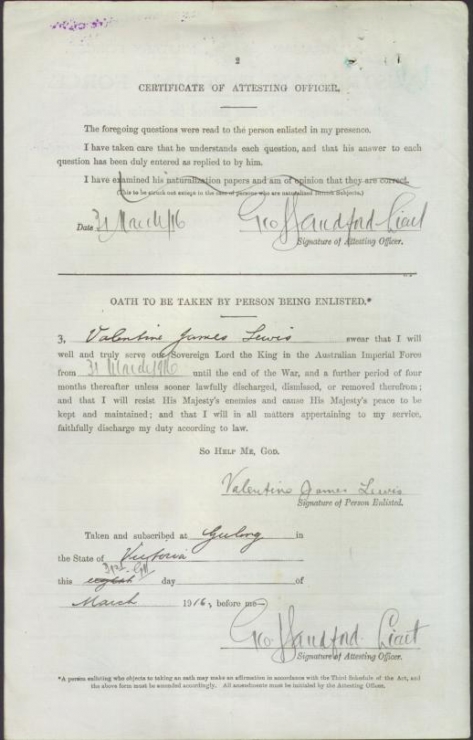 2
CERTIFICATE OF ATTESTING OFFICER.
The foregoing questions were read to the person enlisted in my presence.
I have taken care that he understands each question, and that his answer to each
question has been duly entered as replied to by him.
I have examined his naturalization papers and am of opinion that they are correct.
(This to be struck out except in the case of persons who are naturalized British Subjects.)
Date 31 March/16 Geo Handford-Lieut
Signature of Attesting Officer.
OATH TO BE TAKEN BY PERSON BEING ENLISTED.*
I, Valentine James Lewis swear that I will
well and truly serve our Sovereign Lord the King in the Australian Imperial Force
from 31 March 1916 until the end of the War, and a further period of four
months thereafter unless sooner lawfully discharged, dismissed, or removed therefrom;
and that I will resist His Majesty's enemies and cause His Majesty's peace to be
kept and maintained; and that I will in all matters appertaining to my service,
faithfully discharge my duty according to law.
SO HELP ME, GOD.
Valentine James Lewis
Signature of Person Enlisted.
Taken and subscribed at Geelong in
the State of Victoria
31st
this day of
March 1916, before me—
Geo Handford Lieut
Signature of Attesting Officer.
*A person enlisting who objects to taking an oath may make an affirmation in accordance with the Third Schedule of the Act, and
the above form must be amended accordingly. All amendments must be initialed by the Attesting Officer.